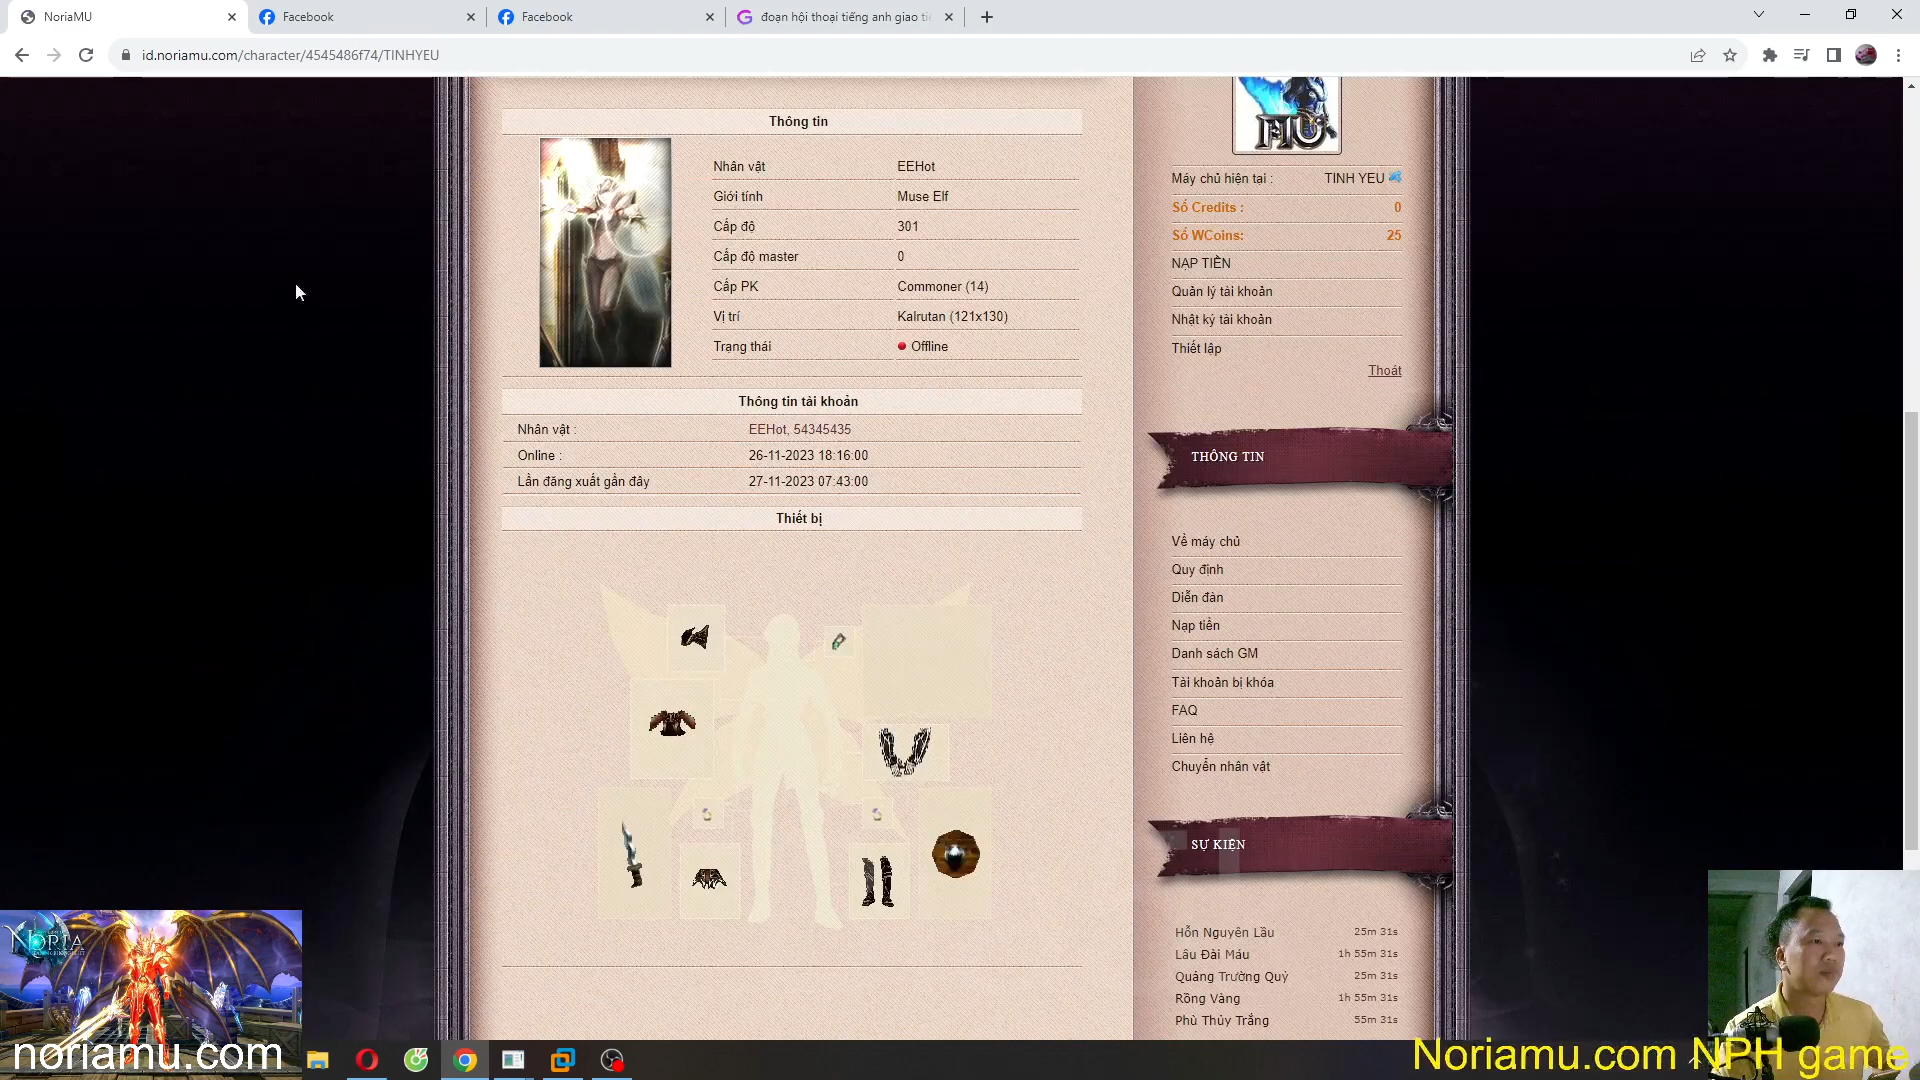 NoriaMU
Facebook
Facebook
đoạn hội thoại tiếng anh giao ti
id.noriamu.com/character/4545486f74/TINHYEU
MU
Thông tin
Nhân vật EEHot
Giới tính Muse Elf
Cấp độ 301
Cấp độ master 0
Cấp PK Commoner (14)
Vị trí Kalrutan (121x130)
Trạng thái Offline
Thông tin tài khoản
Nhân vật : EEHot, 54345435
Online : 26-11-2023 18:16:00
Lần đăng xuất gần đây 27-11-2023 07:43:00
Thiết bị
Máy chủ hiện tại : TINH YEU
Số Credits : 0
Số WCoins: 25
NẠP TIỀN
Quản lý tài khoản
Nhật ký tài khoản
Thiết lập
Thoát
THÔNG TIN
Về máy chủ
Quy định
Diễn đàn
Nạp tiền
Danh sách GM
Tài khoản bị khóa
FAQ
Liên hệ
Chuyển nhân vật
SỰ KIỆN
Hỗn Nguyên Lầu 25m 31s
Lâu Đài Máu 1h 55m 31s
Quảng Trường Quỷ 25m 31s
Rồng Vàng 1h 55m 31s
Phù Thủy Trắng 55m 31s
NORIA
noriamu.com
Noriamu.com NPH game